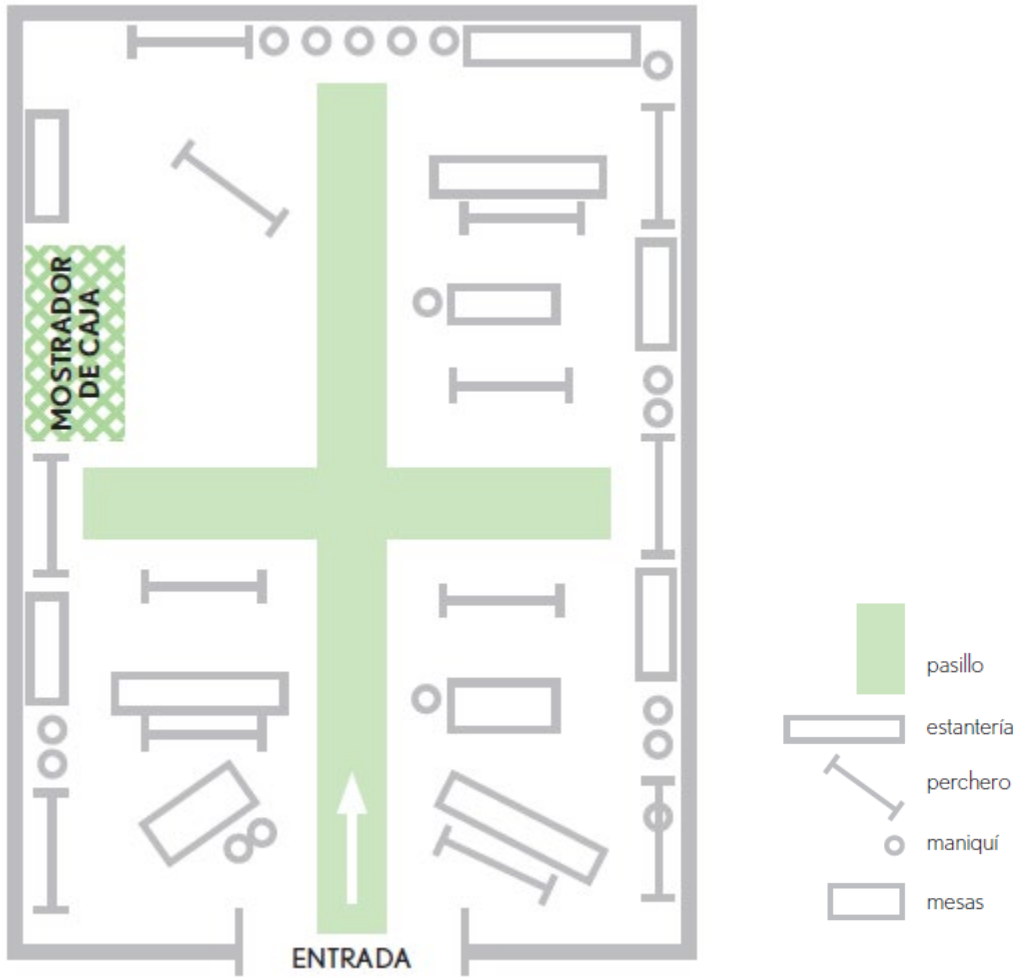 MOSTRADOR
DE CAJA
ENTRADA
pasillo
estantería
perchero
maniquí
mesas